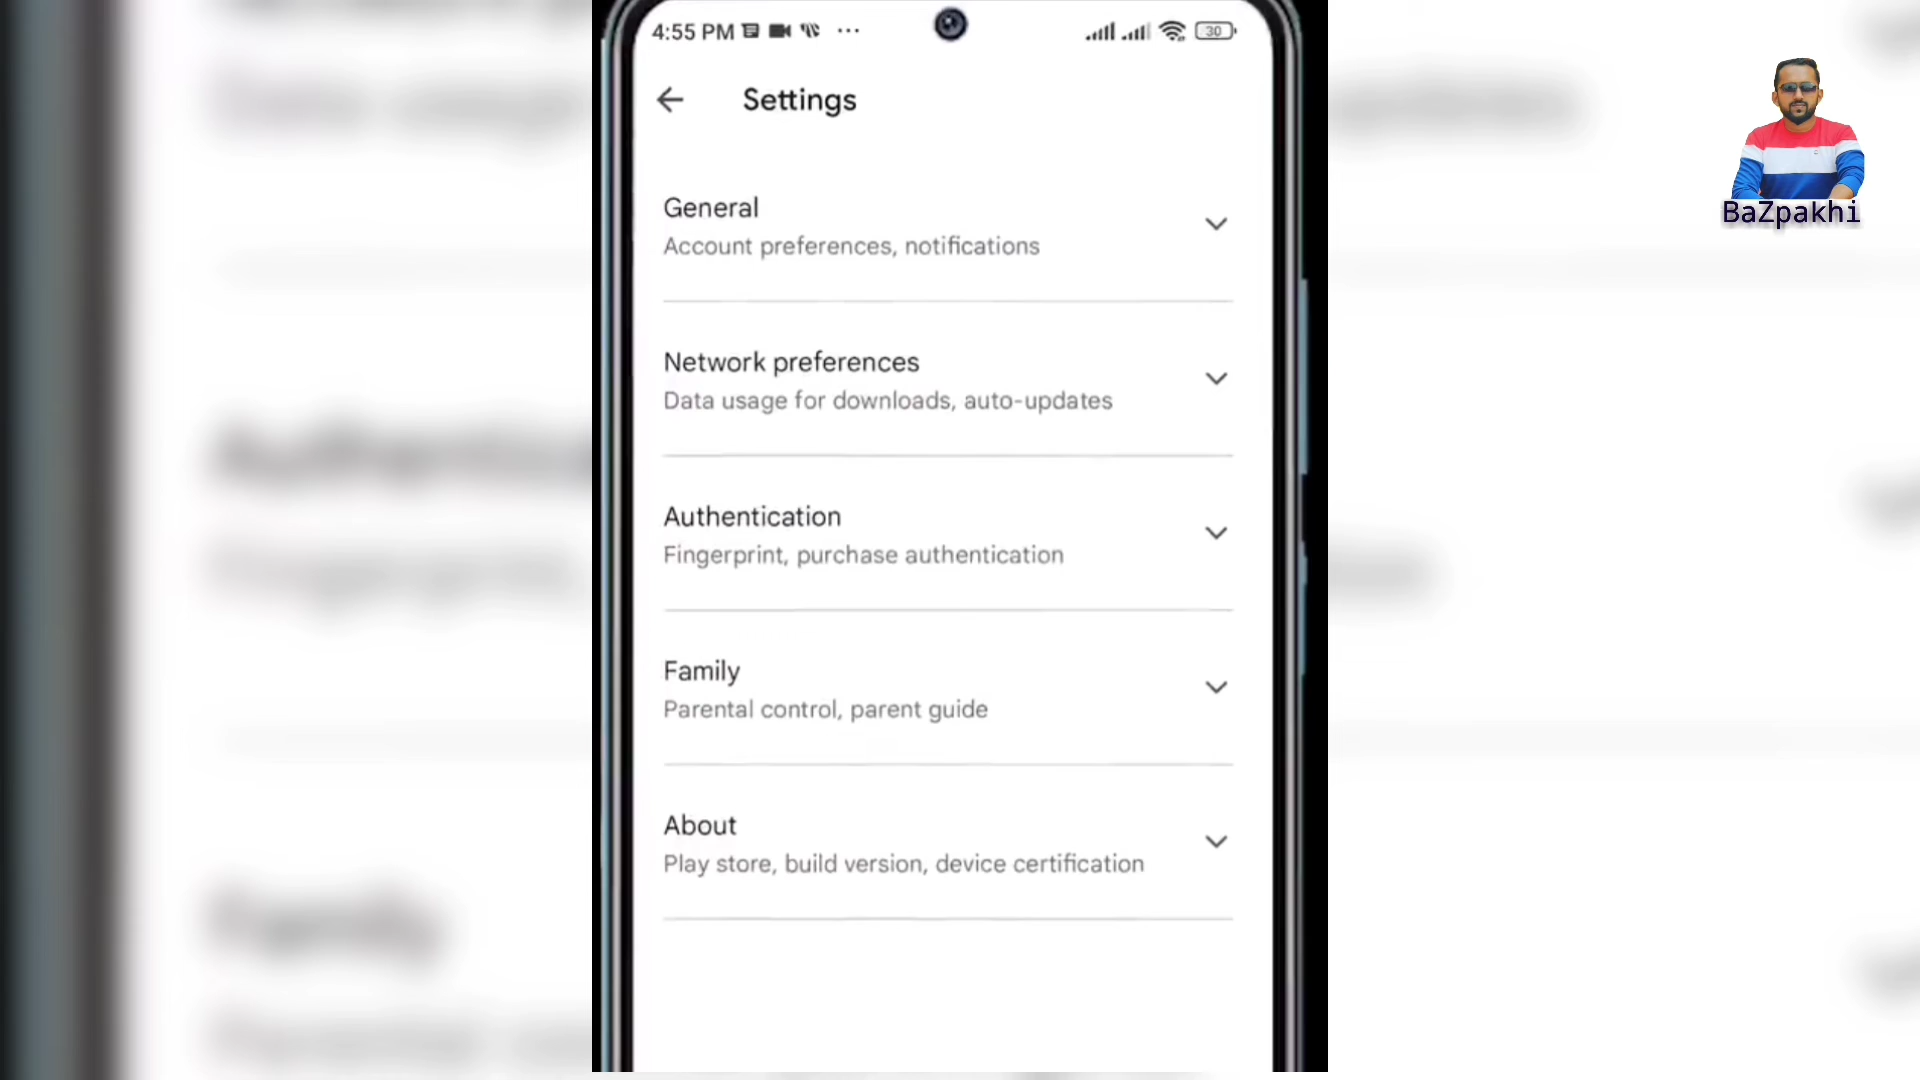 4:55 PM
30
Settings
BaZpakhi
General
Account preferences, notifications
Network preferences
Data usage for downloads, auto-updates
Authentication
Fingerprint, purchase authentication
Family
Parental control, parent guide
About
Play store, build version, device certification